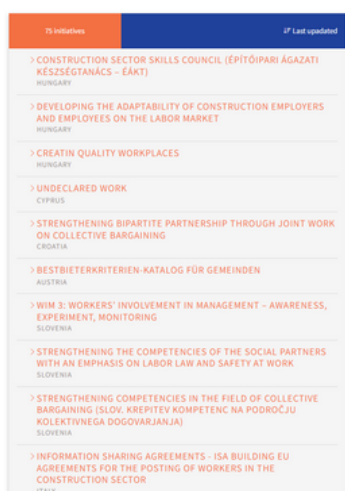 75 initiatives
Last upadated
CONSTRUCTION SECTOR SKILLS COUNCIL (ÉPÍTŐIPARI ÁGAZATI
KÉSZSÉGTANÁCS – ÉÁKT)
HUNGARY
DEVELOPING THE ADAPTABILITY OF CONSTRUCTION EMPLOYERS
AND EMPLOYEES ON THE LABOR MARKET
HUNGARY
CREATIN QUALITY WORKPLACES
HUNGARY
UNDECLARED WORK
CYPRUS
STRENGTHENING BIPARTITE PARTNERSHIP THROUGH JOINT WORK
ON COLLECTIVE BARGAINING
CROATIA
BESTBIETERKRITERIEN-KATALOG FÜR GEMEINDEN
AUSTRIA
WIM 3: WORKERS' INVOLVEMENT IN MANAGEMENT – AWARENESS,
EXPERIMENT, MONITORING
SLOVENIA
STRENGTHENING THE COMPETENCIES OF THE SOCIAL PARTNERS
WITH AN EMPHASIS ON LABOR LAW AND SAFETY AT WORK
SLOVENIA
STRENGTHENING COMPETENCIES IN THE FIELD OF COLLECTIVE
BARGAINING (SLOV. KREPITEV KOMPETENC NA PODROČJU
KOLEKTIVNEGA DOGOVARJANJA)
SLOVENIA
INFORMATION SHARING AGREEMENTS - ISA BUILDING EU
AGREEMENTS FOR THE POSTING OF WORKERS IN THE
CONSTRUCTION SECTOR
ITALY